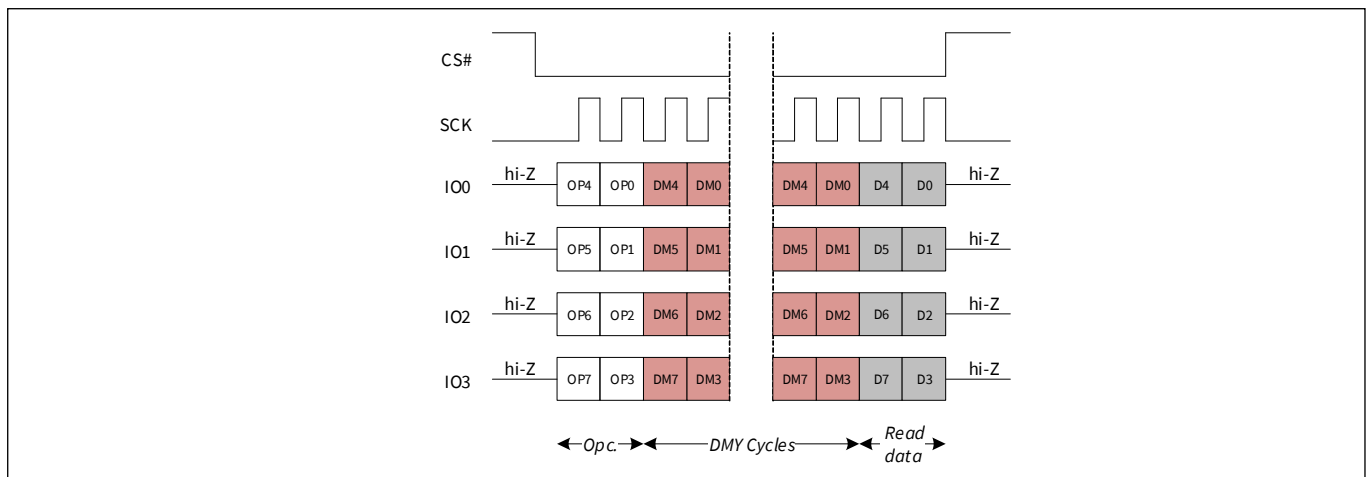 CS#
SCK
IO0 hi-Z OP4 OP0 DM4 DM0 DM4 DM0 D4 D0 hi-Z
IO1 hi-Z OP5 OP1 DM5 DM1 DM5 DM1 D5 D1 hi-Z
IO2 hi-Z OP6 OP2 DM6 DM2 DM6 DM2 D6 D2 hi-Z
IO3 hi-Z OP7 OP3 DM7 DM3 DM7 DM3 D7 D3 hi-Z
Opc. DMY Cycles Read
data